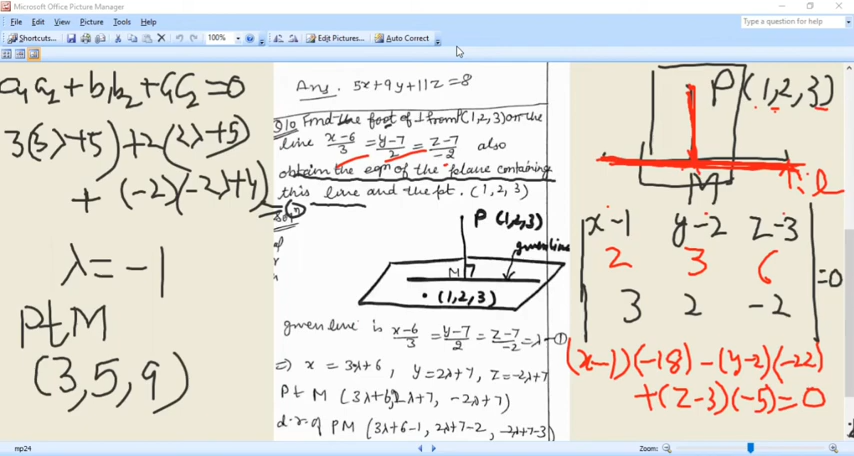 Microsoft Office Picture Manager
File Edit View Picture Tools Help
Type a question for help
Shortcuts...
100%
Edit Pictures...
Auto Correct
a₁a₂ + b₁b₂ + C₁C₂ = 0
3(3λ+5) + 2(2λ+5)
+ (-2)(-2λ+4)
λ = -1
Pt M
(3, 5, 9)
Ans. 5x+9y+11z=8
Q10 Find the foot of ⊥ from (1,2,3) on the
line x-6/3 = y-7/2 = z-7/-2 also
obtain the eqn of the plane containing
this line and the pt. (1,2,3)
P (1,2,3)
given line
M
. (1,2,3)
given line is x-6/3 = y-7/2 = z-7/-2 = λ -①
⇒ x = 3λ+6, y = 2λ+7, z = -2λ+7
Pt M (3λ+6, 2λ+7, -2λ+7)
d.r. of PM (3λ+6-1, 2λ+7-2, -2λ+7-3)
P (1,2,3)
M
x-1 y-2 z-3
2 3 6
3 2 -2
=0
(x-1)(-18) - (y-2)(-22)
+(z-3)(-5) = 0
mp24
Zoom: